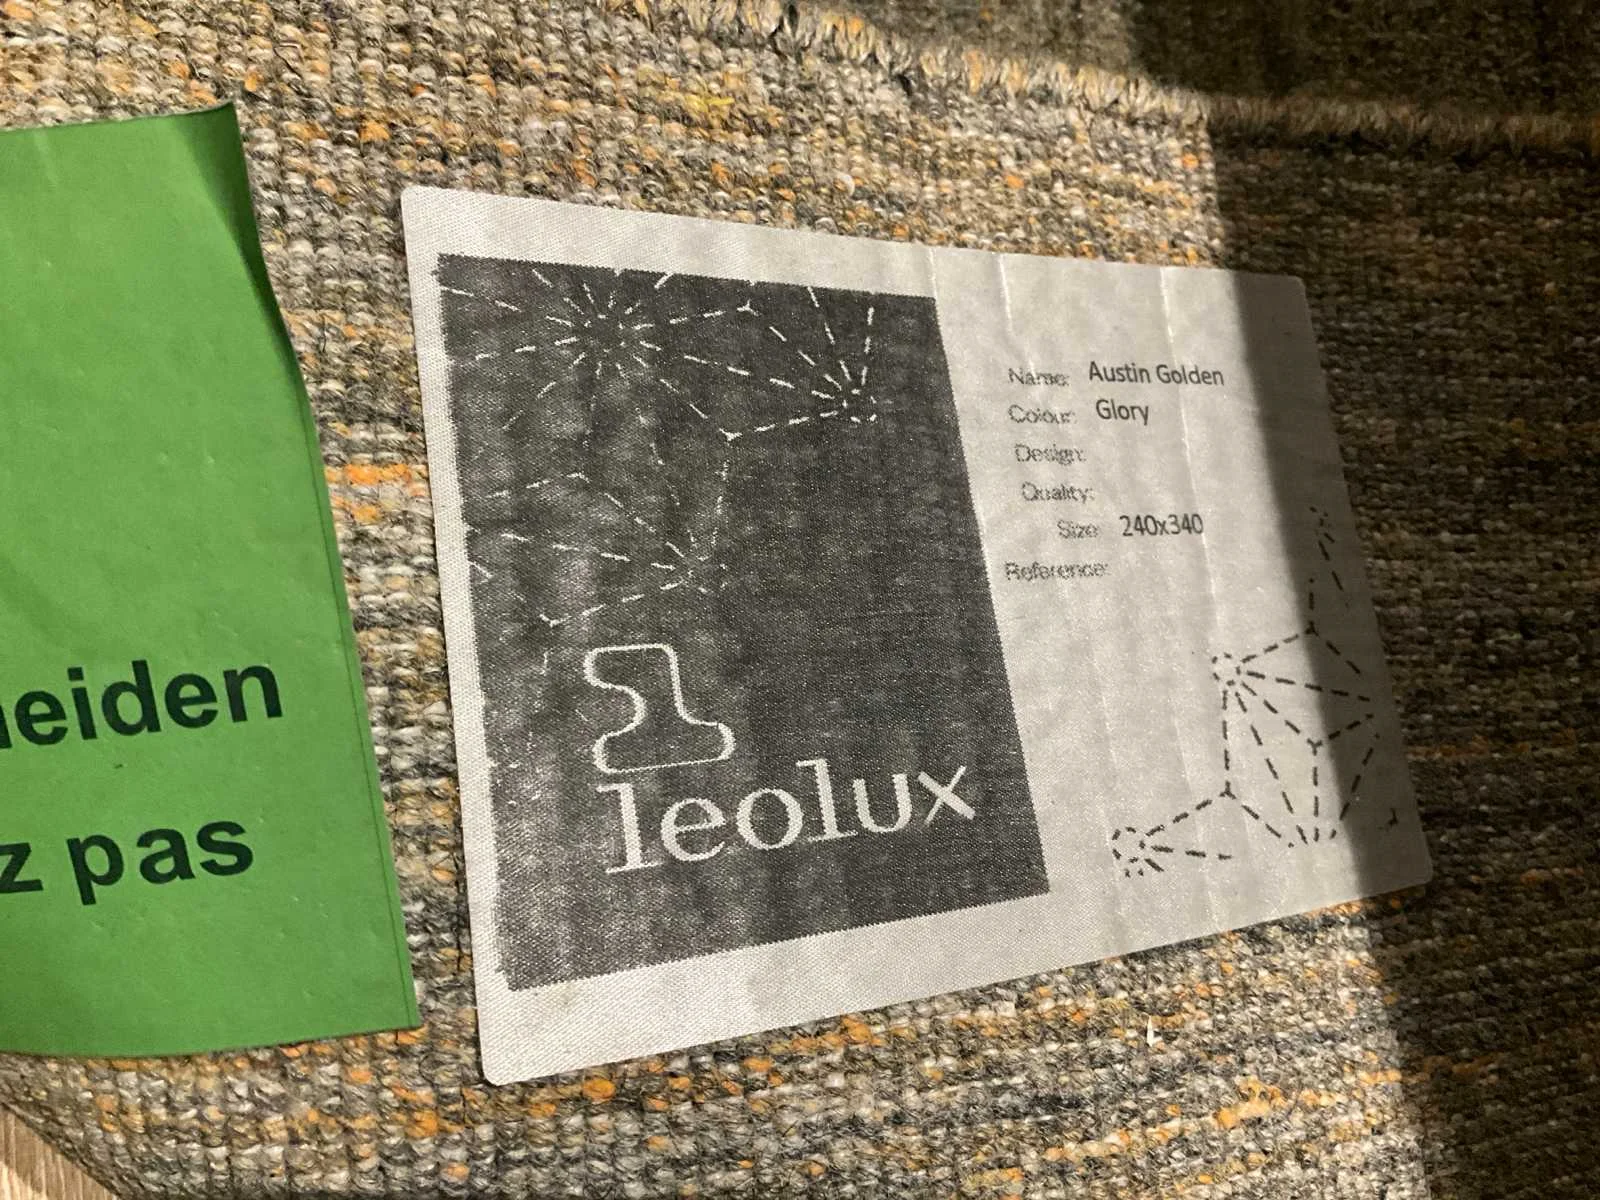 eiden
z pas
leolux
Name: Austin Golden
Colour: Glory
Design:
Quality:
Size: 240x340
Reference: